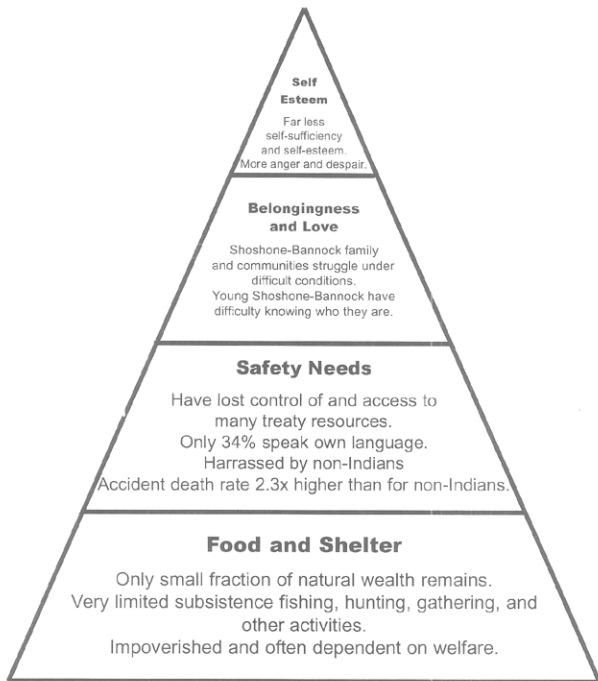 Self
Esteem
Far less
self-sufficiency
and self-esteem.
More anger and despair.
Belongingness
and Love
Shoshone-Bannock family
and communities struggle under
difficult conditions.
Young Shoshone-Bannock have
difficulty knowing who they are.
Safety Needs
Have lost control of and access to
many treaty resources.
Only 34% speak own language.
Harrassed by non-Indians
Accident death rate 2.3x higher than for non-Indians.
Food and Shelter
Only small fraction of natural wealth remains.
Very limited subsistence fishing, hunting, gathering, and
other activities.
Impoverished and often dependent on welfare.